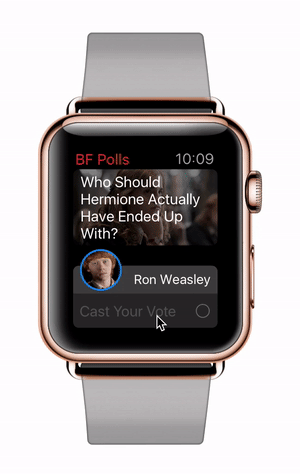 BF Polls 10:09
Who Should
Hermione Actually
Have Ended Up
With?
Ron Weasley
Cast Your Vote